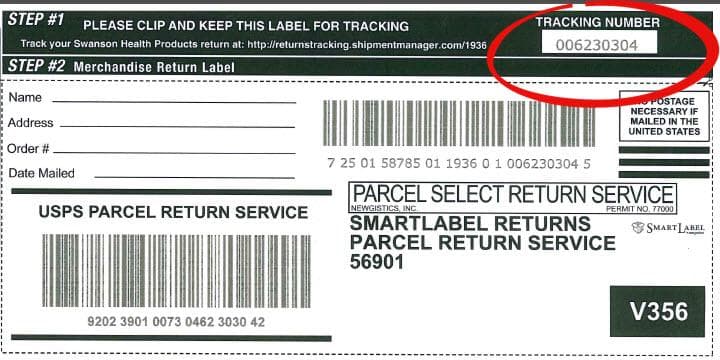 STEP #1 PLEASE CLIP AND KEEP THIS LABEL FOR TRACKING
Track your Swanson Health Products return at: http://returnstracking.shipmentmanager.com/1936
TRACKING NUMBER
006230304
STEP #2 Merchandise Return Label
Name
Address
Order #
Date Mailed
7 25 01 58785 01 1936 0 1 006230304 5
POSTAGE
NECESSARY IF
MAILED IN THE
UNITED STATES
USPS PARCEL RETURN SERVICE
9202 3901 0073 0462 3030 42
PARCEL SELECT RETURN SERVICE
NEWGISTICS, INC. PERMIT NO. 77000
SMARTLABEL RETURNS
PARCEL RETURN SERVICE
56901
SMARTLABEL
V356